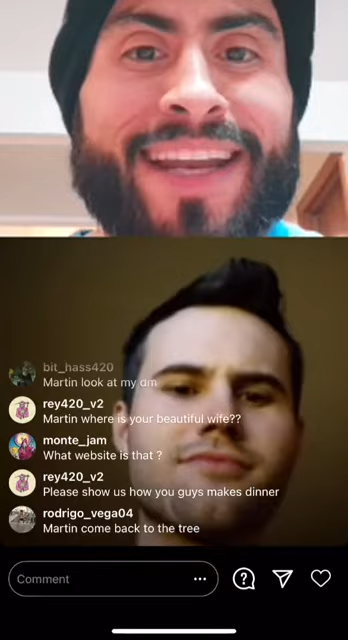 bit_hass420
Martin look at my dm
rey420_v2
Martin where is your beautiful wife??
monte_jam
What website is that ?
rey420_v2
Please show us how you guys makes dinner
rodrigo_vega04
Martin come back to the tree
Comment